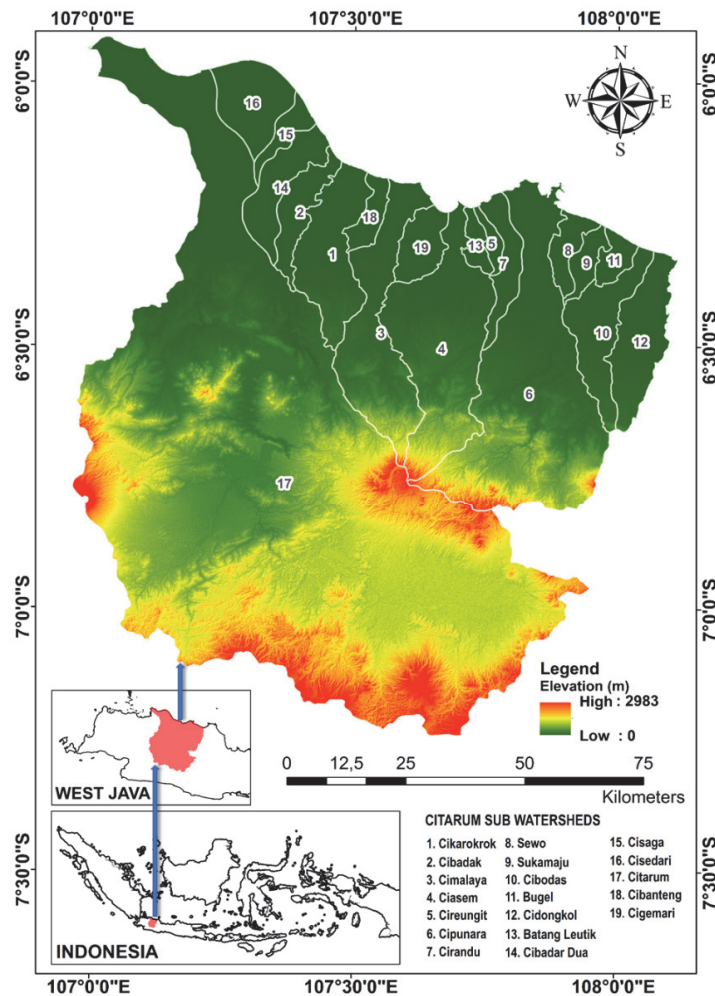 107°0'0"E 107°30'0"E 108°0'0"E
N
W E
S
6°0'0"S 6°0'0"S
16
15
14
2
18
1
19
13 5
7
8
9
11
3
4
10
12
6
17
6°30'0"S 6°30'0"S
7°0'0"S 7°0'0"S
7°30'0"S 7°30'0"S
Legend
Elevation (m)
High : 2983
Low : 0
0 12,5 25 50 75
Kilometers
WEST JAVA
INDONESIA
CITARUM SUB WATERSHEDS
1. Cikarokrok
2. Cibadak
3. Cimalaya
4. Ciasem
5. Cireungit
6. Cipunara
7. Cirandu
8. Sewo
9. Sukamaju
10. Cibodas
11. Bugel
12. Cidongkol
13. Batang Leutik
14. Cibadar Dua
15. Cisaga
16. Cisedari
17. Citarum
18. Cibanteng
19. Cigemari
107°0'0"E 107°30'0"E 108°0'0"E